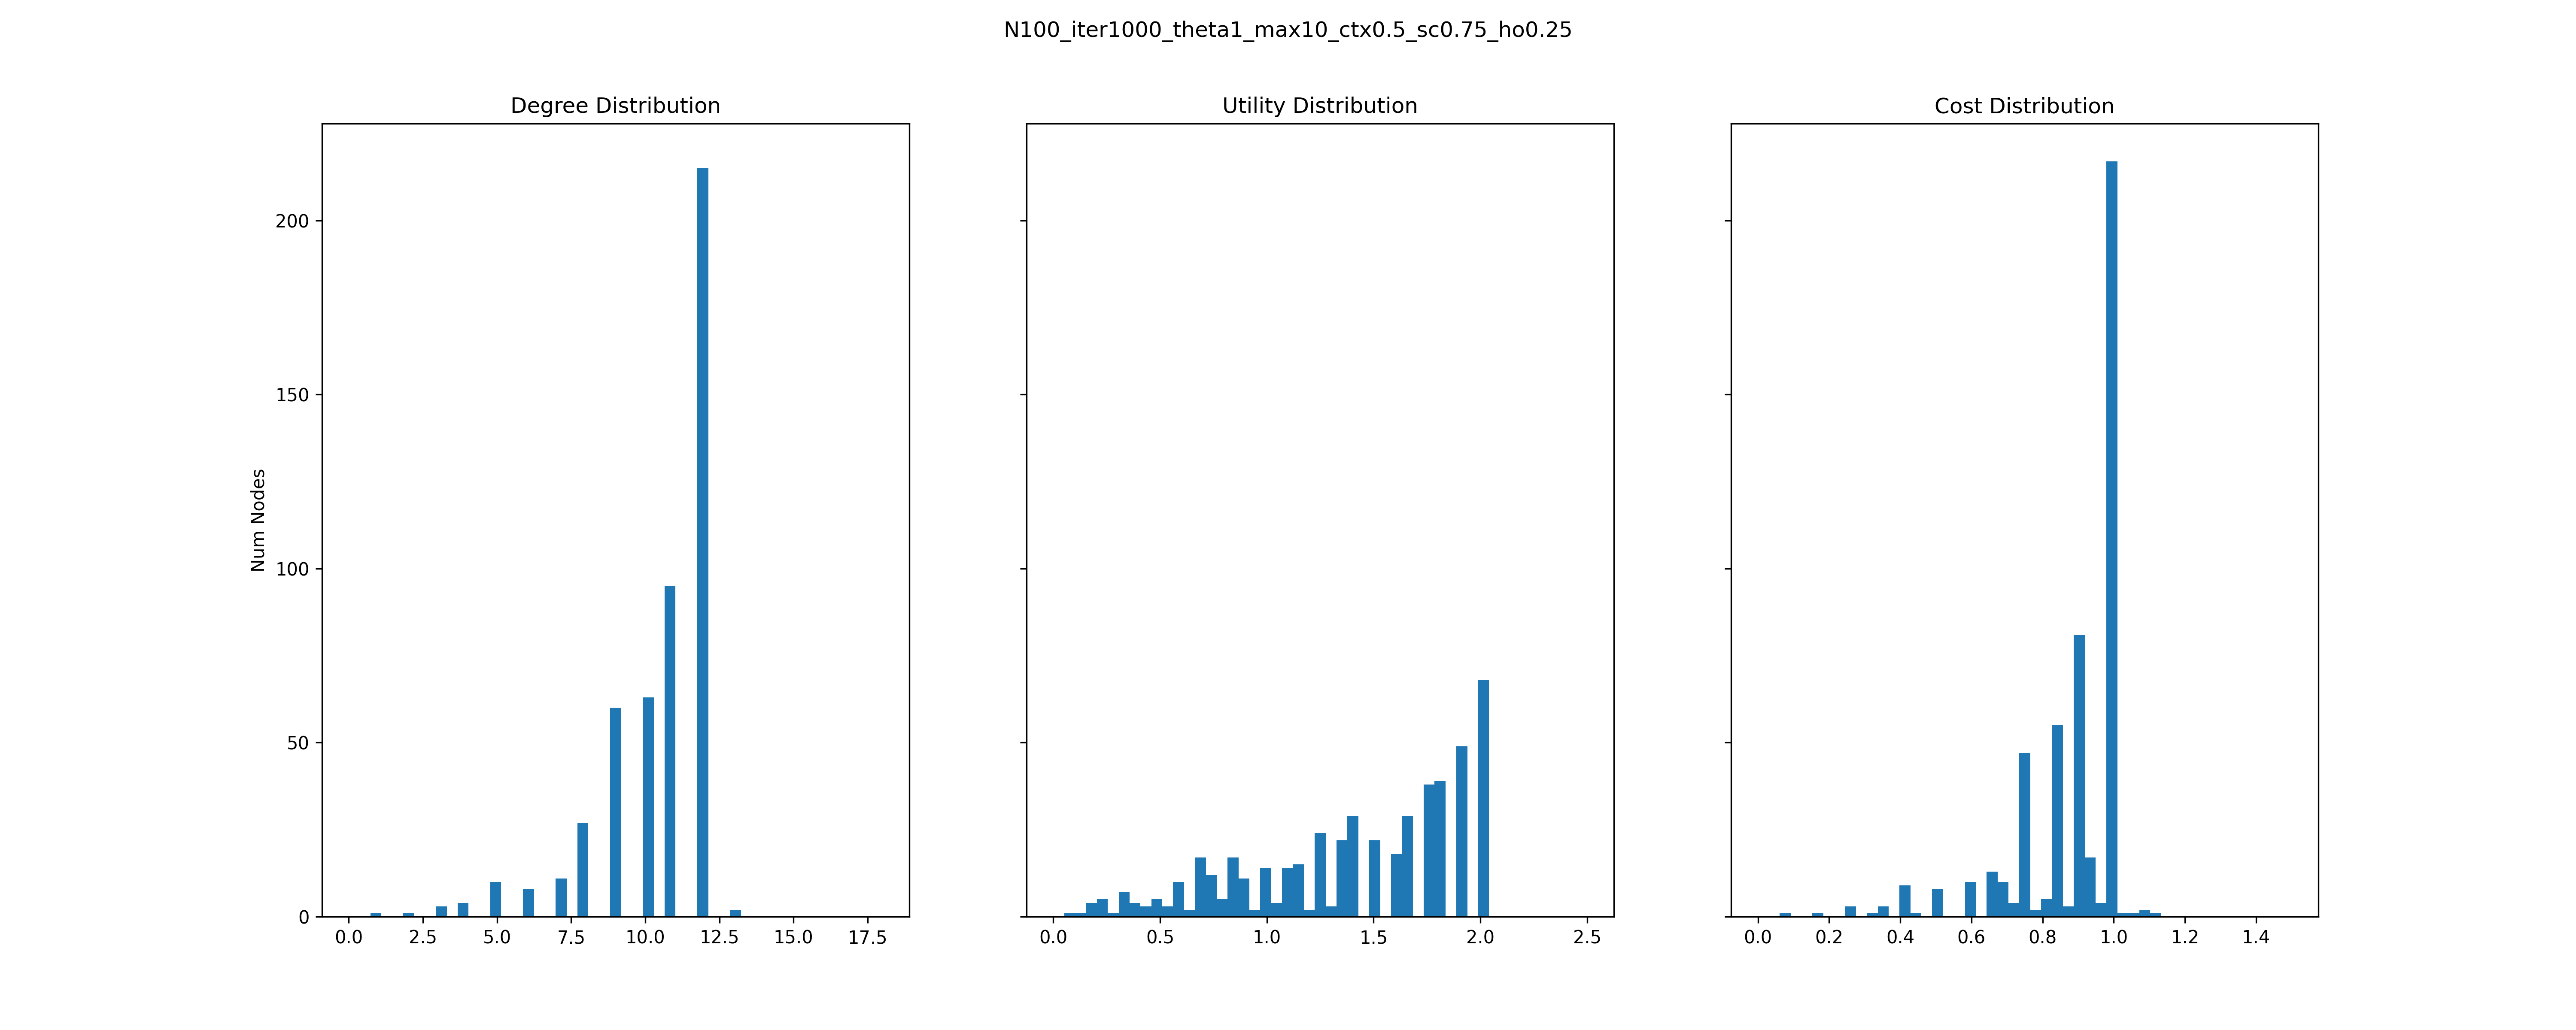 N100_iter1000_theta1_max10_ctx0.5_sc0.75_ho0.25
Degree Distribution
Utility Distribution
Cost Distribution
Num Nodes
200
150
100
50
0
0.0 2.5 5.0 7.5 10.0 12.5 15.0 17.5
0.0 0.5 1.0 1.5 2.0 2.5
0.0 0.2 0.4 0.6 0.8 1.0 1.2 1.4